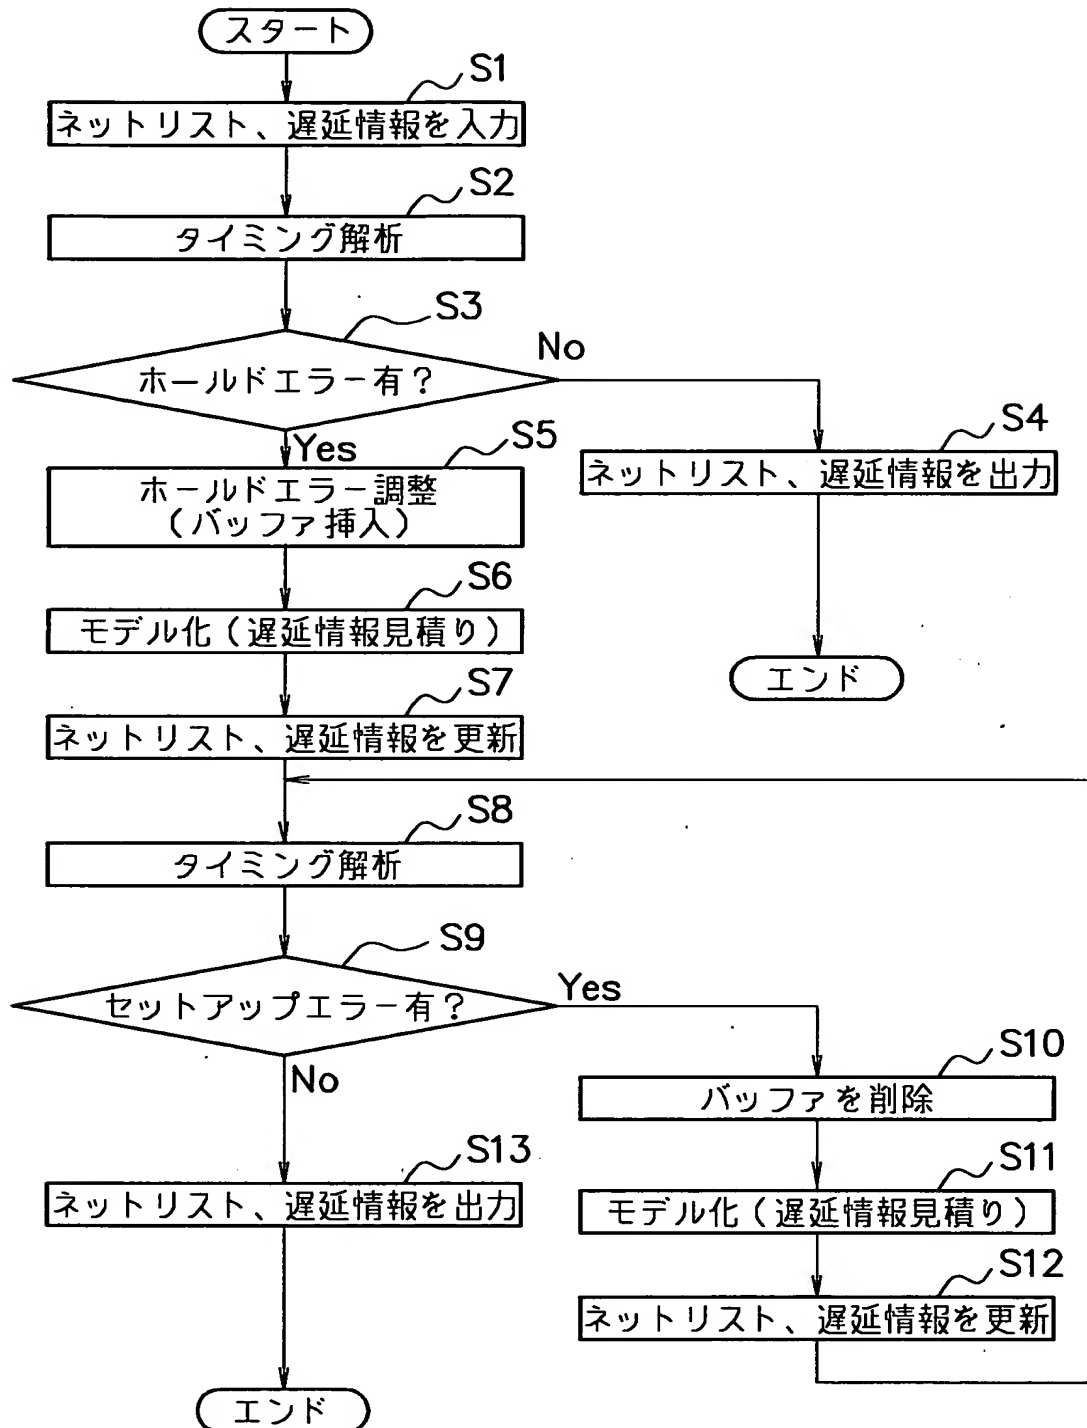 スタート
S1
ネットリスト、遅延情報を入力
S2
タイミング解析
S3
ホールドエラー有?
No
Yes
S4
ネットリスト、遅延情報を出力
エンド
S5
ホールドエラー調整
(バッファ挿入)
S6
モデル化(遅延情報見積り)
S7
ネットリスト、遅延情報を更新
S8
タイミング解析
S9
セットアップエラー有?
Yes
No
S10
バッファを削除
S11
モデル化(遅延情報見積り)
S12
ネットリスト、遅延情報を更新
S13
ネットリスト、遅延情報を出力
エンド